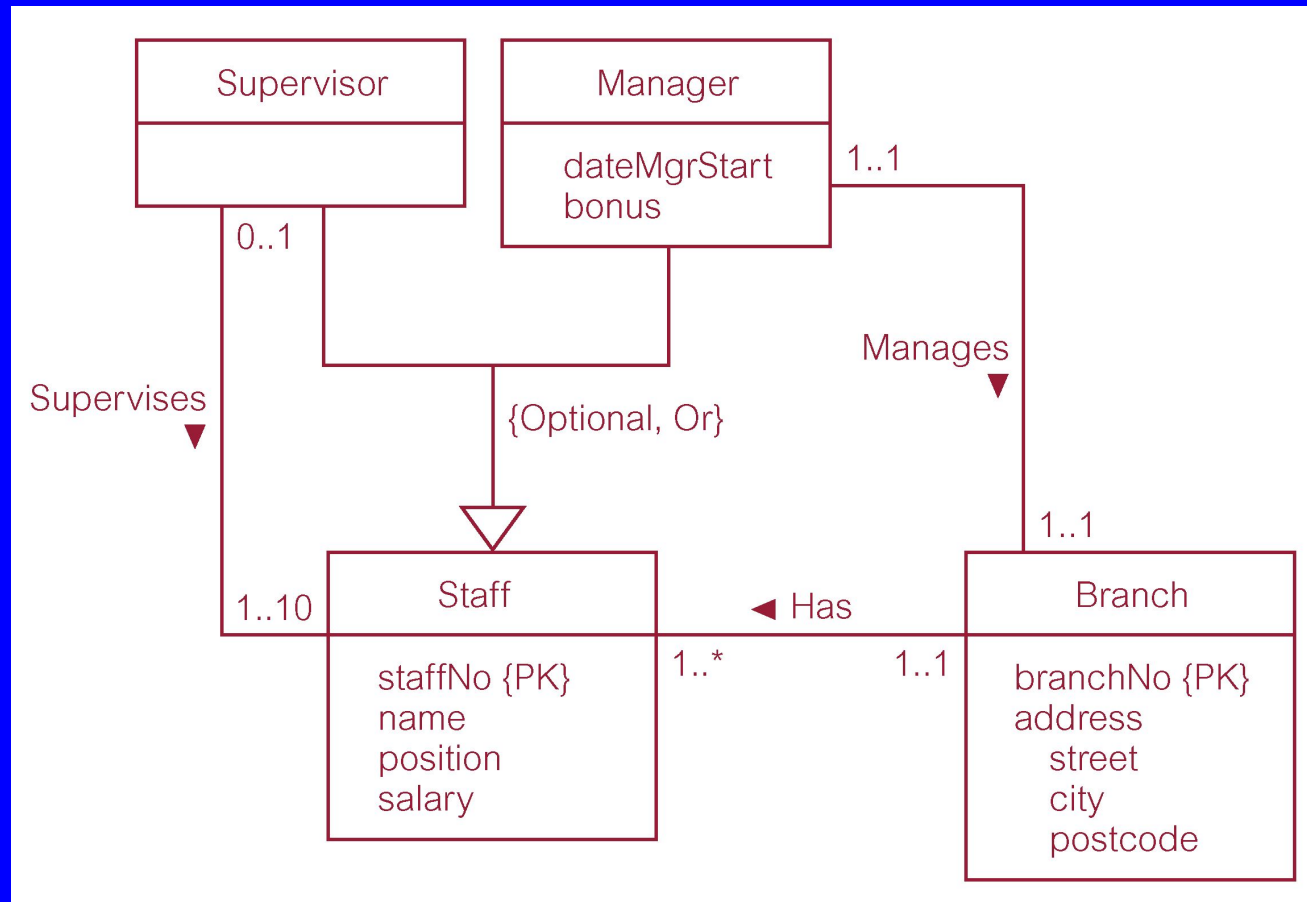 Supervisor
Manager
dateMgrStart
bonus
1..1
0..1
Manages
▼
Supervises
▼
{Optional, Or}
1..1
Staff
1..10
◄ Has
Branch
1..*
1..1
staffNo {PK}
name
position
salary
branchNo {PK}
address
street
city
postcode